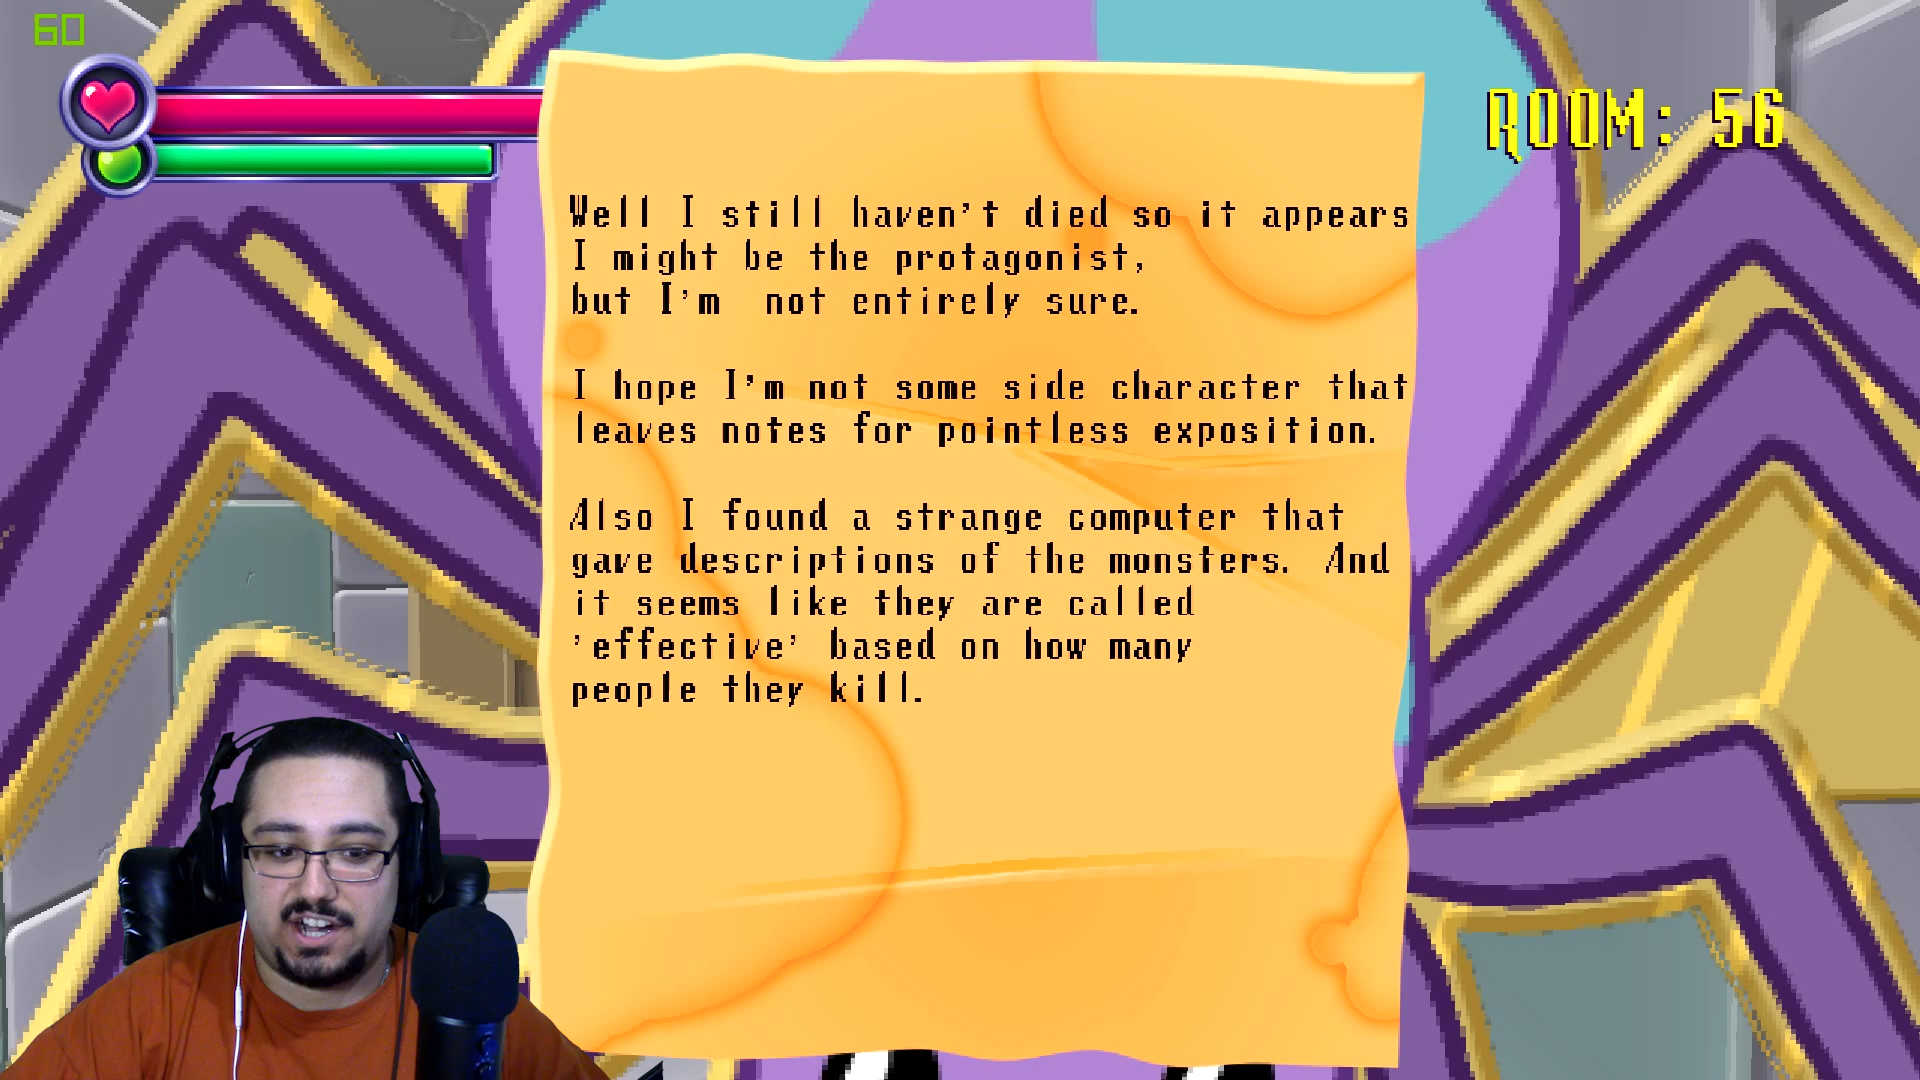 60
ROOM: 56
Well I still haven't died so it appears
I might be the protagonist,
but I'm  not entirely sure.
I hope I'm not some side character that
leaves notes for pointless exposition.
Also I found a strange computer that
gave descriptions of the monsters.  And
it seems like they are called
'effective' based on how many
people they kill.